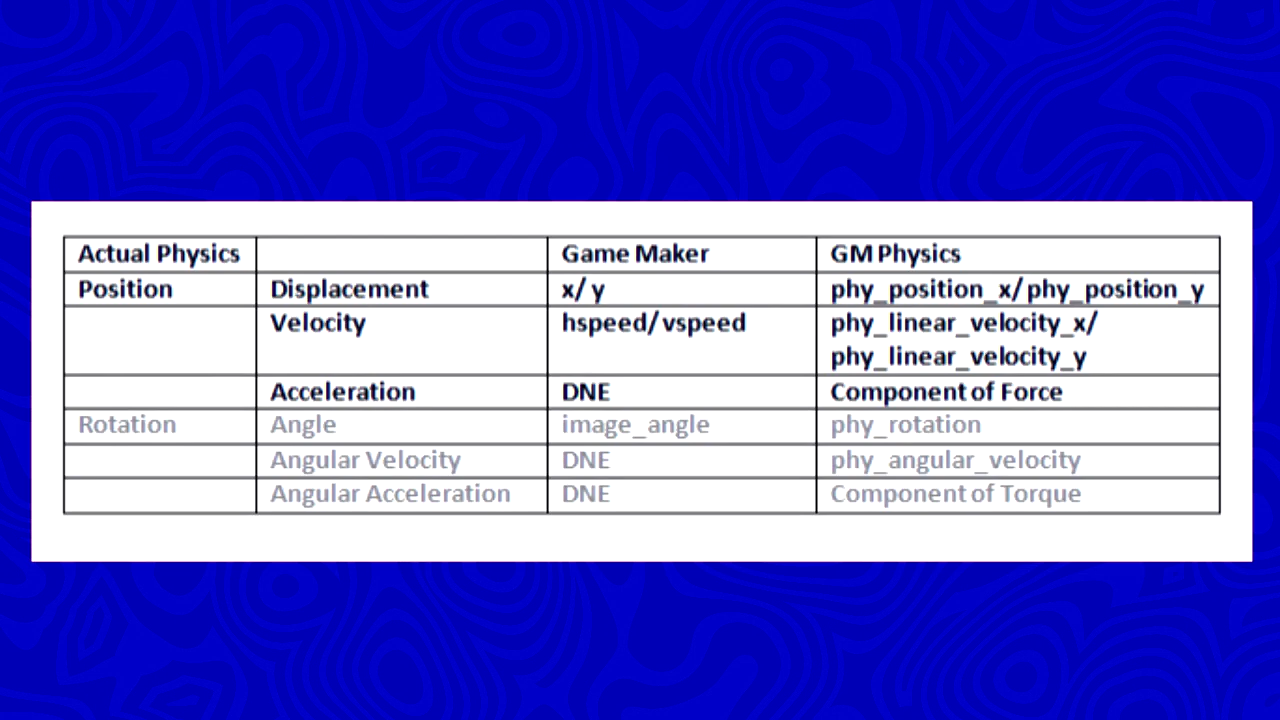 Actual Physics Game Maker GM Physics
Position Displacement x/ y phy_position_x/ phy_position_y
Velocity hspeed/ vspeed phy_linear_velocity_x/
phy_linear_velocity_y
Acceleration DNE Component of Force
Rotation Angle image_angle phy_rotation
Angular Velocity DNE phy_angular_velocity
Angular Acceleration DNE Component of Torque